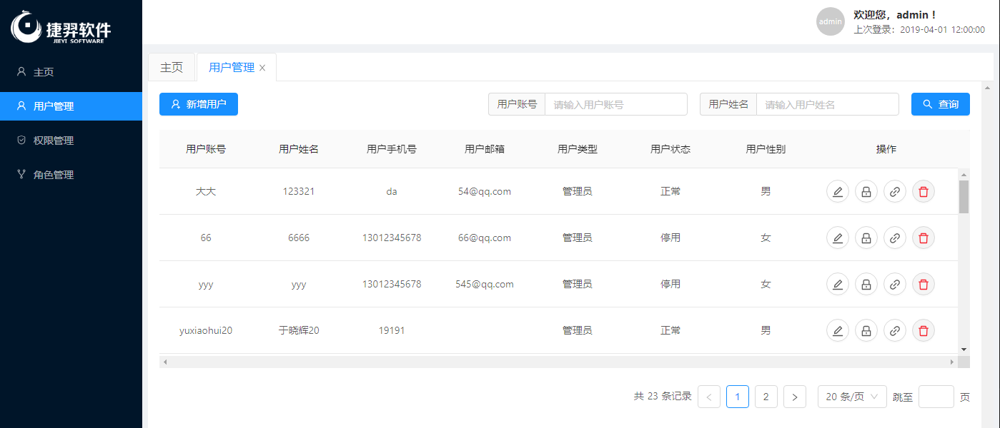 捷羿软件
JIEYI SOFTWARE
主页
用户管理
权限管理
角色管理
admin
欢迎您，admin！
上次登录：2019-04-01 12:00:00
主页 用户管理
新增用户 用户账号 请输入用户账号 用户姓名 请输入用户姓名 查询
用户账号 用户姓名 用户手机号 用户邮箱 用户类型 用户状态 用户性别 操作
大大 123321 da 54@qq.com 管理员 正常 男
66 6666 13012345678 66@qq.com 管理员 停用 女
yyy yyy 13012345678 545@qq.com 管理员 停用 女
yuxiaohui20 于晓辉20 19191 管理员 正常 男
共 23 条记录 < 1 2 > 20 条/页 跳至 页